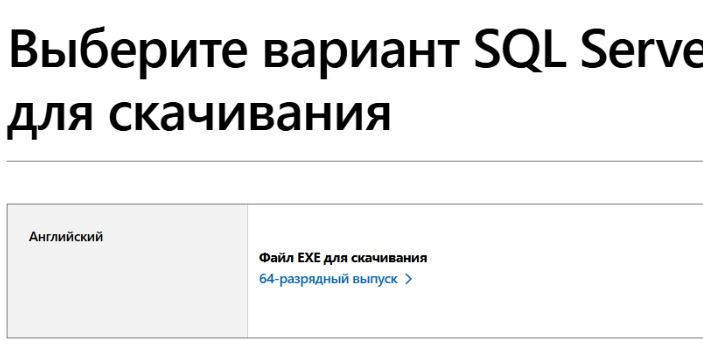 Выберите вариант SQL Serve
для скачивания
Английский
Файл EXE для скачивания
64-разрядный выпуск